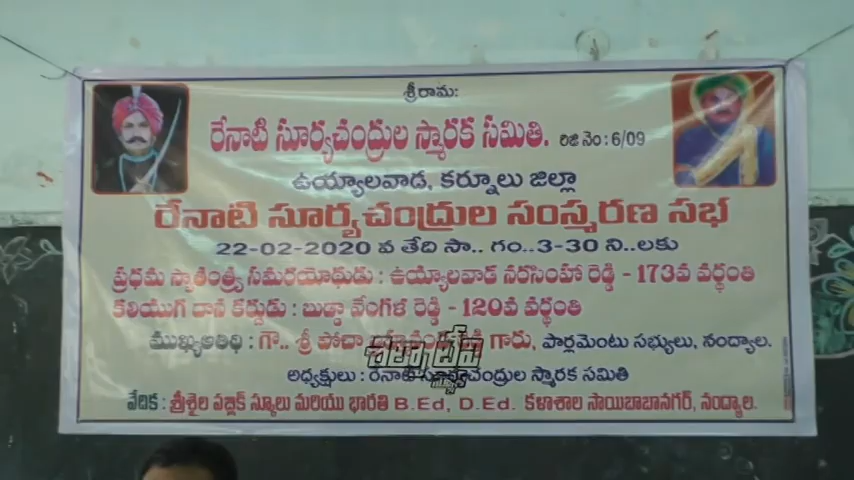 శ్రీరామ:
రేనాటి సూర్యచంద్రుల స్మారక సమితి. రిజి నెం : 6/09
ఉయ్యాలవాడ, కర్నూలు జిల్లా
రేనాటి సూర్యచంద్రుల సంస్మరణ సభ
22-02-2020 వ తేది సా.. గం..3-30 ని..లకు
ప్రధమ స్వాతంత్ర్య సమరయోధుడు : ఉయ్యాలవాడ నరసింహా రెడ్డి - 173వ వర్ధంతి
కలియుగ దాన కర్ణుడు : బుడ్డా వెంగళ రెడ్డి - 120వ వర్ధంతి
ముఖ్యఅతిధి : గౌ.. శ్రీ పోచా గారు, పార్లమెంటు సభ్యులు, నంద్యాల.
అధ్యక్షులు : రేనాటి సూర్యచంద్రుల స్మారక సమితి
వేదిక : శ్రీశైల పబ్లిక్ స్కూలు మరియు భారతి B.Ed, D.Ed. కళాశాల సాయిబాబానగర్, నంద్యాల.